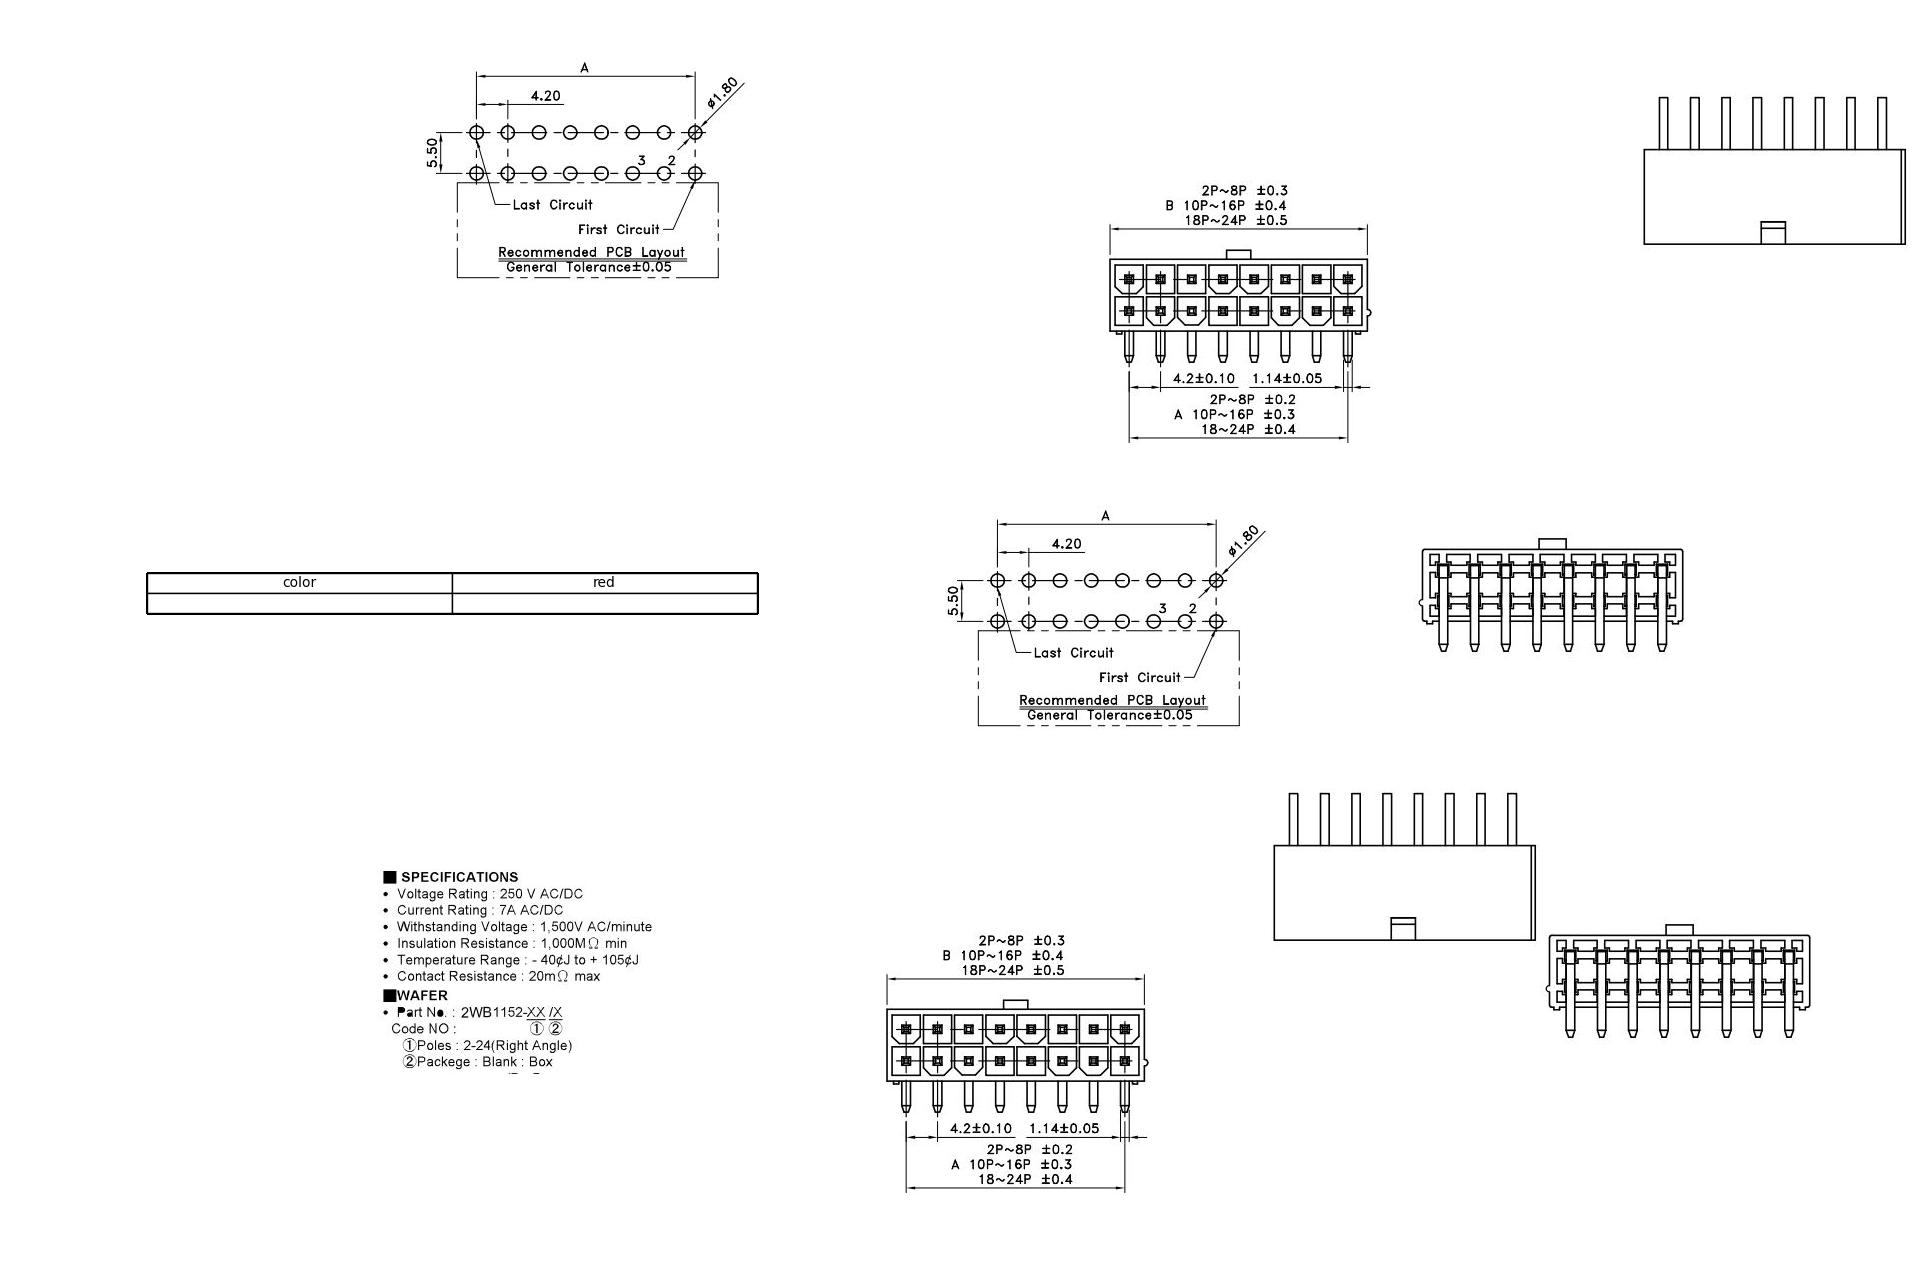 A
4.20
ø1.80
5.50
3 2
Last Circuit
First Circuit
Recommended PCB Layout
General Tolerance±0.05
2P~8P ±0.3
B 10P~16P ±0.4
18P~24P ±0.5
4.2±0.10 1.14±0.05
2P~8P ±0.2
A 10P~16P ±0.3
18~24P ±0.4
color red
A
4.20
ø1.80
5.50
3 2
Last Circuit
First Circuit
Recommended PCB Layout
General Tolerance±0.05
■ SPECIFICATIONS
• Voltage Rating : 250 V AC/DC
• Current Rating : 7A AC/DC
• Withstanding Voltage : 1,500V AC/minute
• Insulation Resistance : 1,000MΩ min
• Temperature Range : - 40¢J to + 105¢J
• Contact Resistance : 20mΩ max
■WAFER
• Part No. : 2WB1152-XX /X
Code NO : ① ②
①Poles : 2-24(Right Angle)
②Packege : Blank : Box
2P~8P ±0.3
B 10P~16P ±0.4
18P~24P ±0.5
4.2±0.10 1.14±0.05
2P~8P ±0.2
A 10P~16P ±0.3
18~24P ±0.4